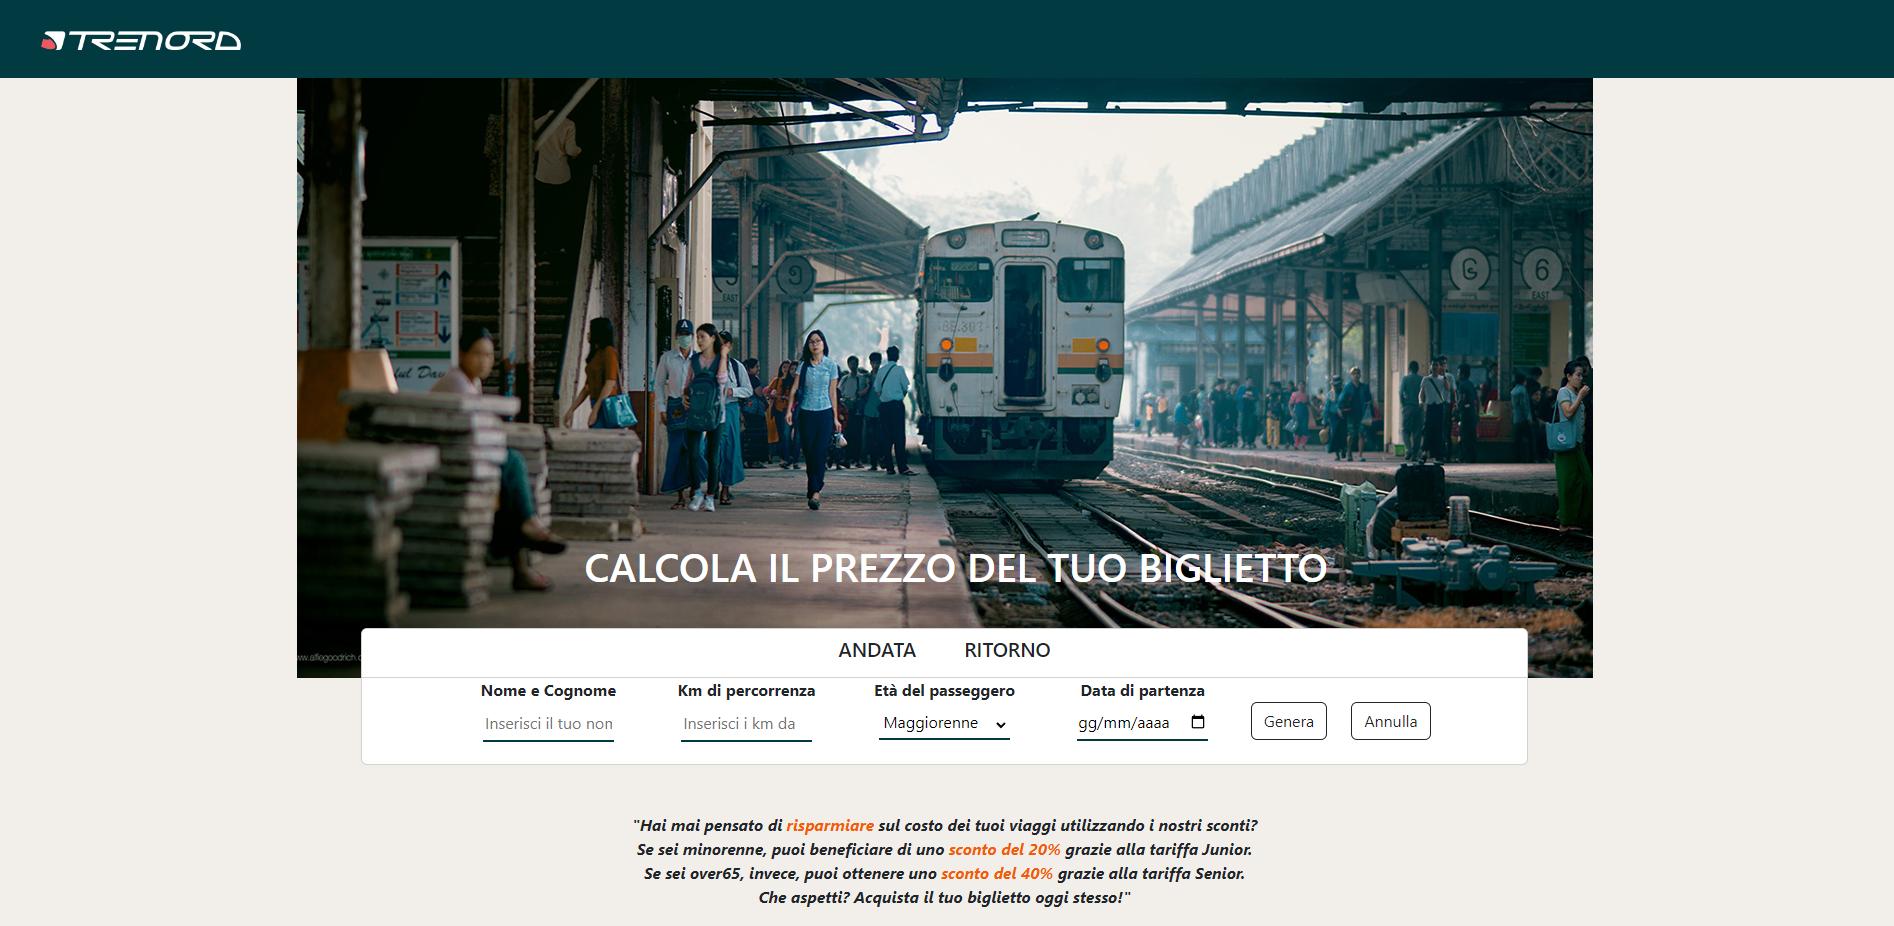 TRENORD
EAST
6
EAST
CALCOLA IL PREZZO DEL TUO BIGLIETTO
ANDATA RITORNO
Nome e Cognome Km di percorrenza Età del passeggero Data di partenza
Inserisci il tuo non Inserisci i km da Maggiorenne gg/mm/aaaa Genera Annulla
"Hai mai pensato di risparmiare sul costo dei tuoi viaggi utilizzando i nostri sconti?
Se sei minorenne, puoi beneficiare di uno sconto del 20% grazie alla tariffa Junior.
Se sei over65, invece, puoi ottenere uno sconto del 40% grazie alla tariffa Senior.
Che aspetti? Acquista il tuo biglietto oggi stesso!"